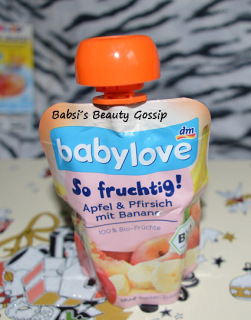 Babsi's Beauty Gossip
dm
babylove
So fruchtig!
Apfel & Pfirsich
mit Banane
100% Bio-Früchte